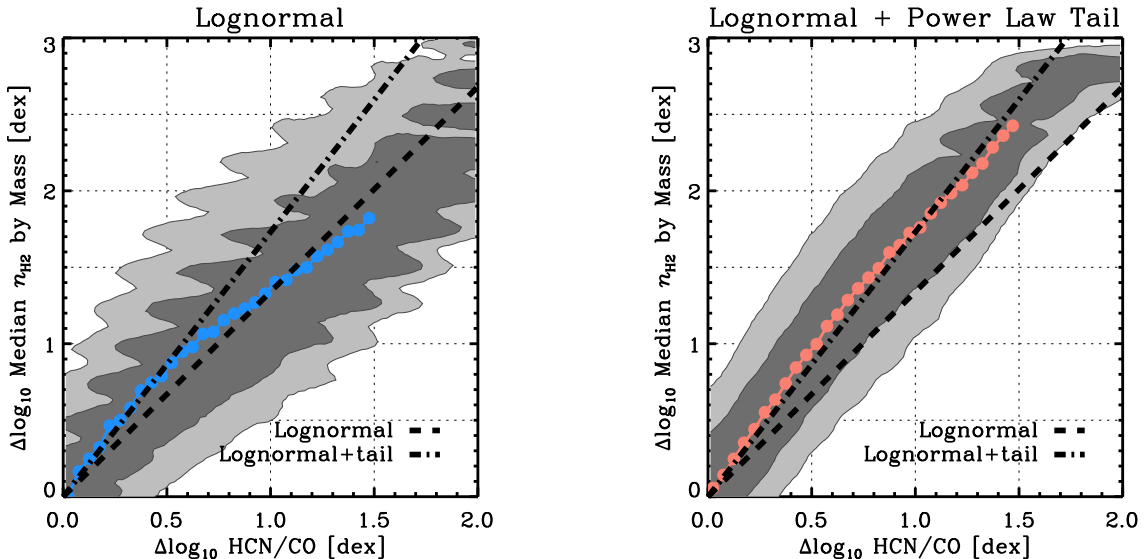 Lognormal
Δlog₁₀ Median n_H2 by Mass [dex]
3
2
1
0
Lognormal
Lognormal+tail
0.0 0.5 1.0 1.5 2.0
Δlog₁₀ HCN/CO [dex]
Lognormal + Power Law Tail
Δlog₁₀ Median n_H2 by Mass [dex]
3
2
1
0
Lognormal
Lognormal+tail
0.0 0.5 1.0 1.5 2.0
Δlog₁₀ HCN/CO [dex]